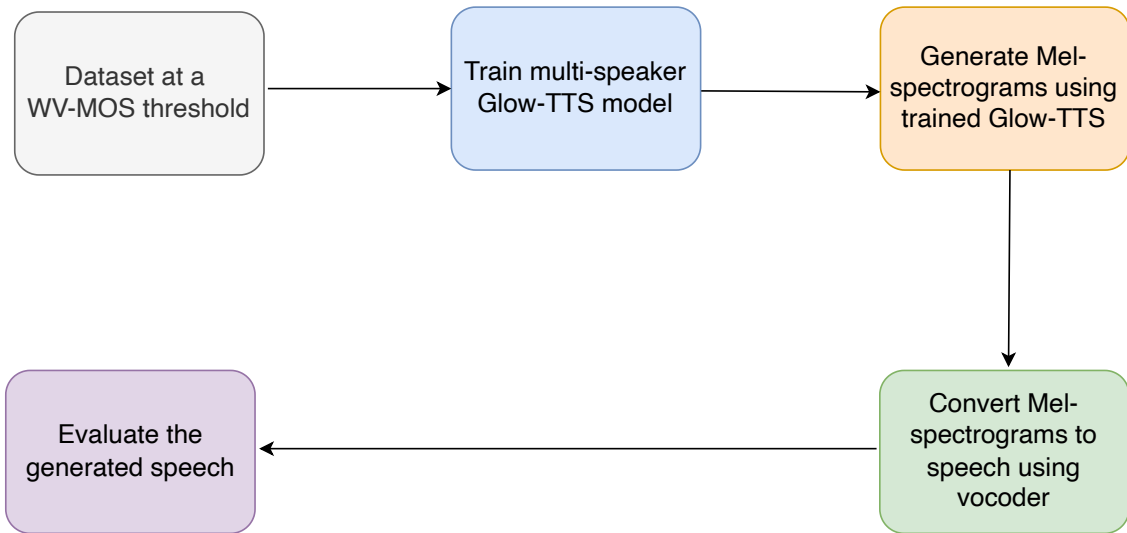 Dataset at a
WV-MOS threshold
Train multi-speaker
Glow-TTS model
Generate Mel-
spectrograms using
trained Glow-TTS
Convert Mel-
spectrograms to
speech using
vocoder
Evaluate the
generated speech